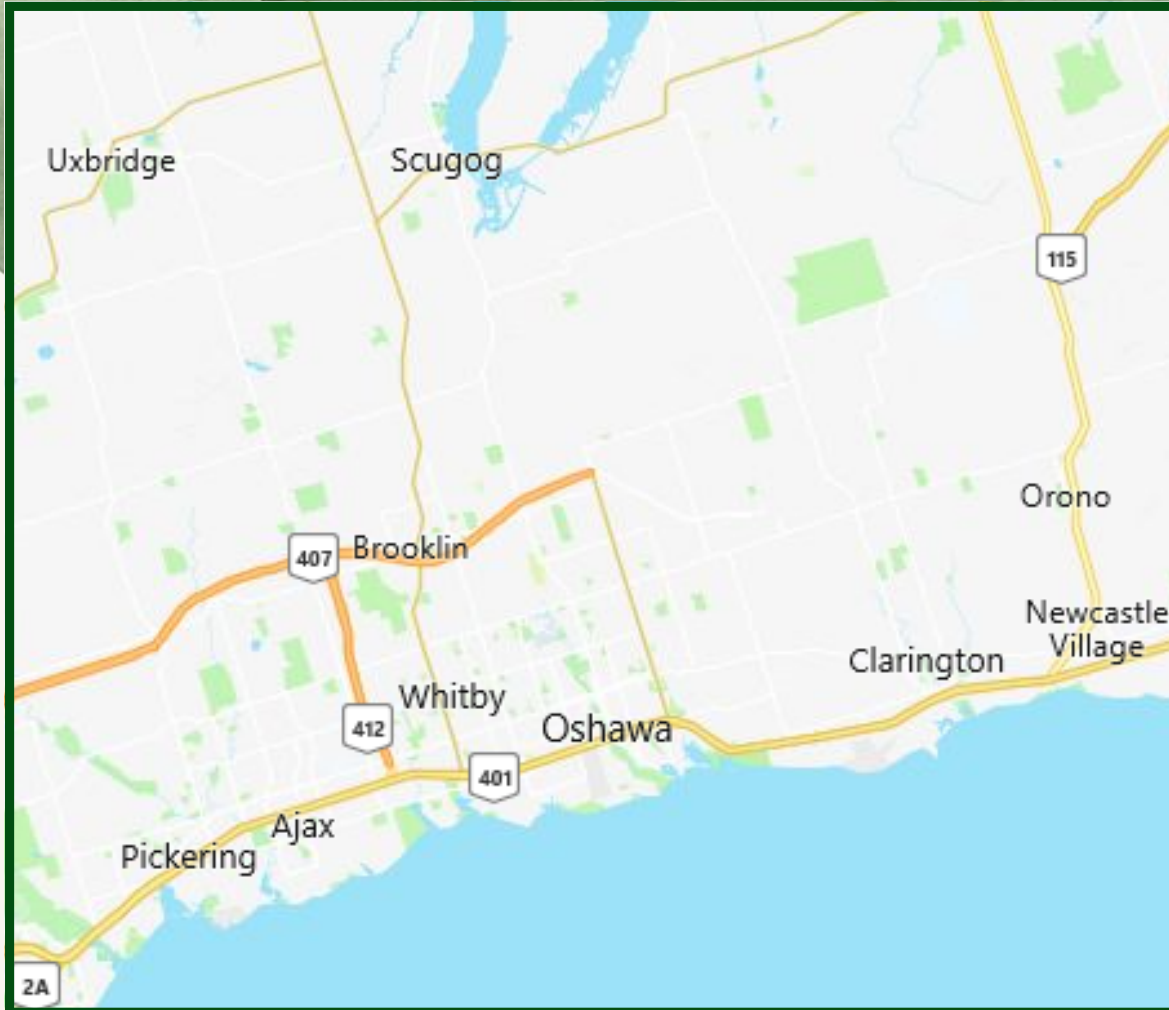 Uxbridge
Scugog
115
Orono
407
Brooklin
Newcastle
Village
Clarington
Whitby
412
Oshawa
401
Ajax
Pickering
2A